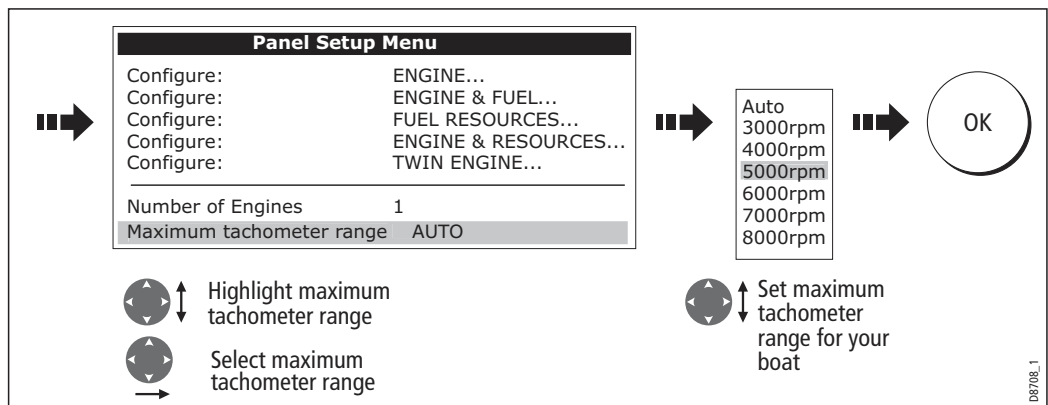 Panel Setup Menu
Configure: ENGINE...
Configure: ENGINE & FUEL...
Configure: FUEL RESOURCES...
Configure: ENGINE & RESOURCES...
Configure: TWIN ENGINE...
Number of Engines 1
Maximum tachometer range AUTO
Highlight maximum
tachometer range
Select maximum
tachometer range
Auto
3000rpm
4000rpm
5000rpm
6000rpm
7000rpm
8000rpm
Set maximum
tachometer
range for your
boat
OK
D8708_1